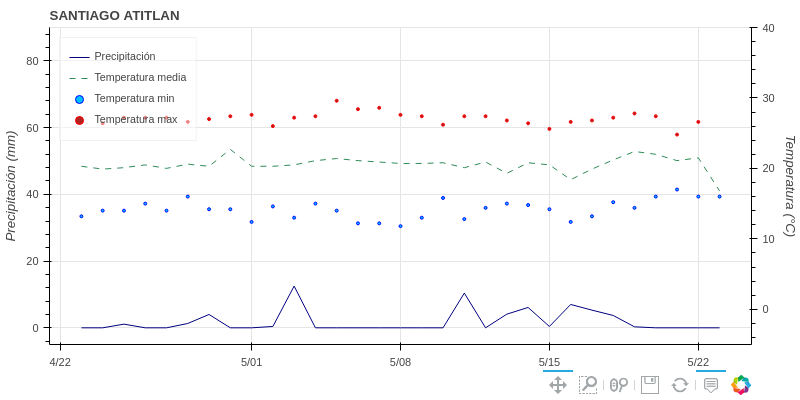 SANTIAGO ATITLAN
Precipitación
Temperatura media
Temperatura min
Temperatura max
Precipitación (mm)
80
60
40
20
0
Temperatura (°C)
40
30
20
10
0
4/22
5/01
5/08
5/15
5/22